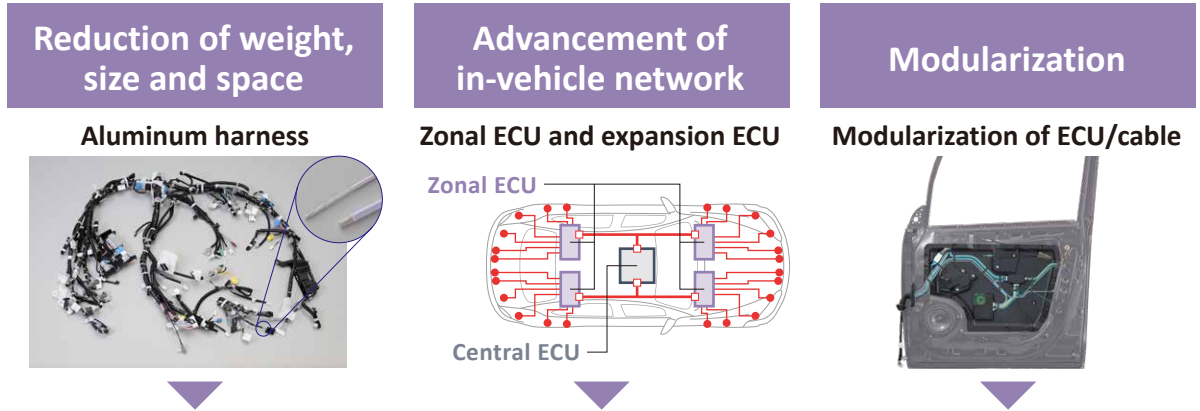 Reduction of weight,
size and space
Advancement of
in-vehicle network
Modularization
Aluminum harness
Zonal ECU and expansion ECU
Modularization of ECU/cable
Zonal ECU
Central ECU